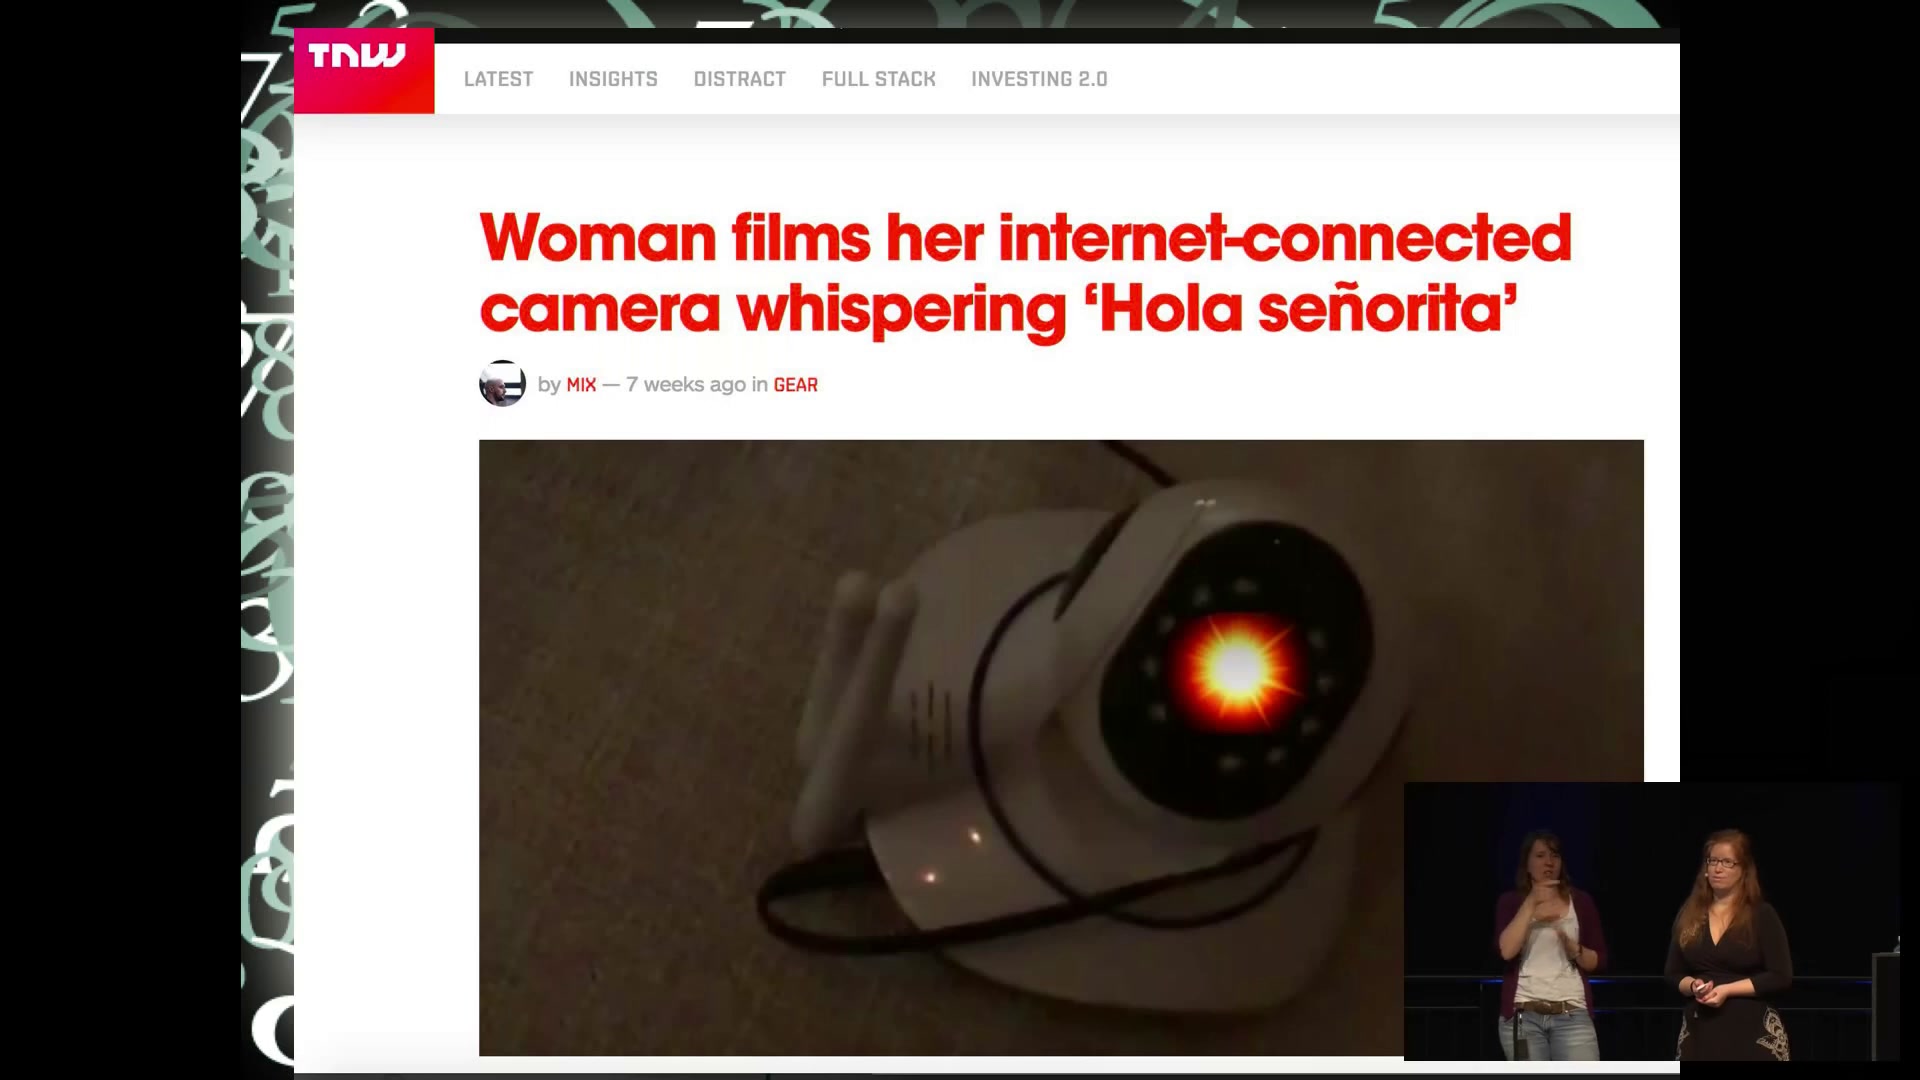 TNW
LATEST INSIGHTS DISTRACT FULL STACK INVESTING 2.0
Woman films her internet-connected
camera whispering ‘Hola señorita’
by MIX — 7 weeks ago in GEAR